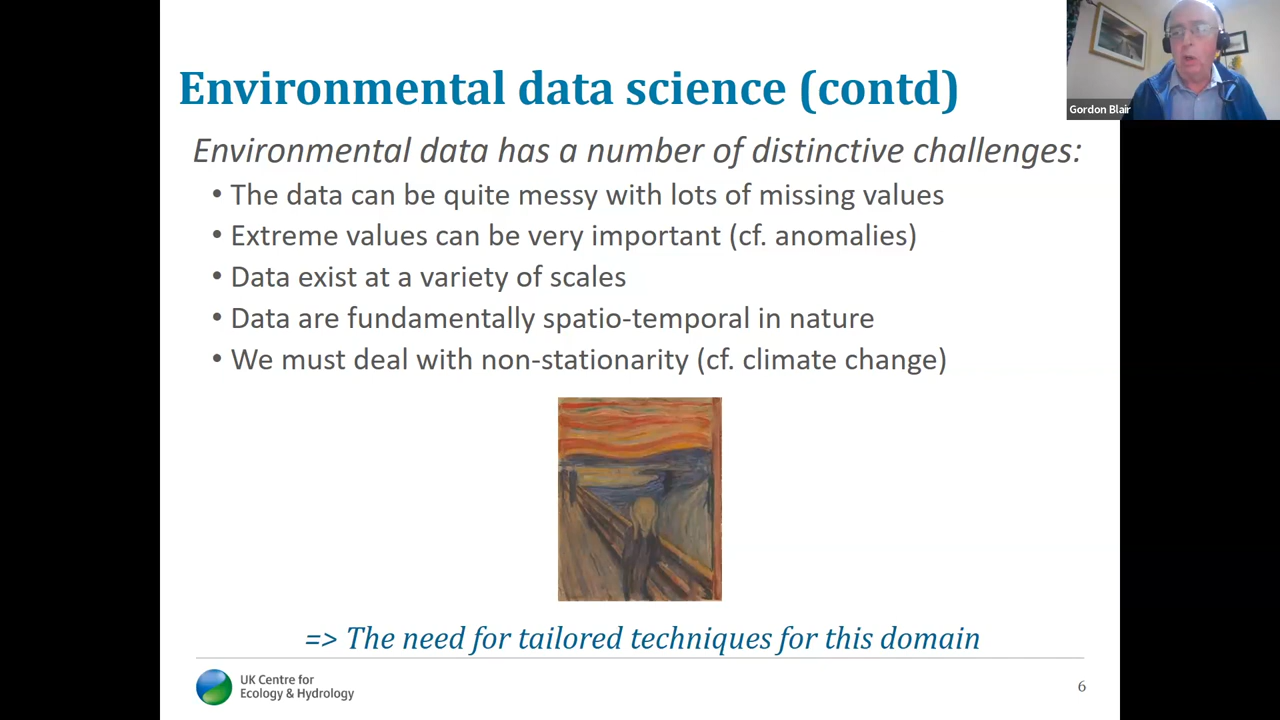 Environmental data science (contd)
Gordon Blair
Environmental data has a number of distinctive challenges:
• The data can be quite messy with lots of missing values
• Extreme values can be very important (cf. anomalies)
• Data exist at a variety of scales
• Data are fundamentally spatio-temporal in nature
• We must deal with non-stationarity (cf. climate change)
=> The need for tailored techniques for this domain
UK Centre for
Ecology & Hydrology
6